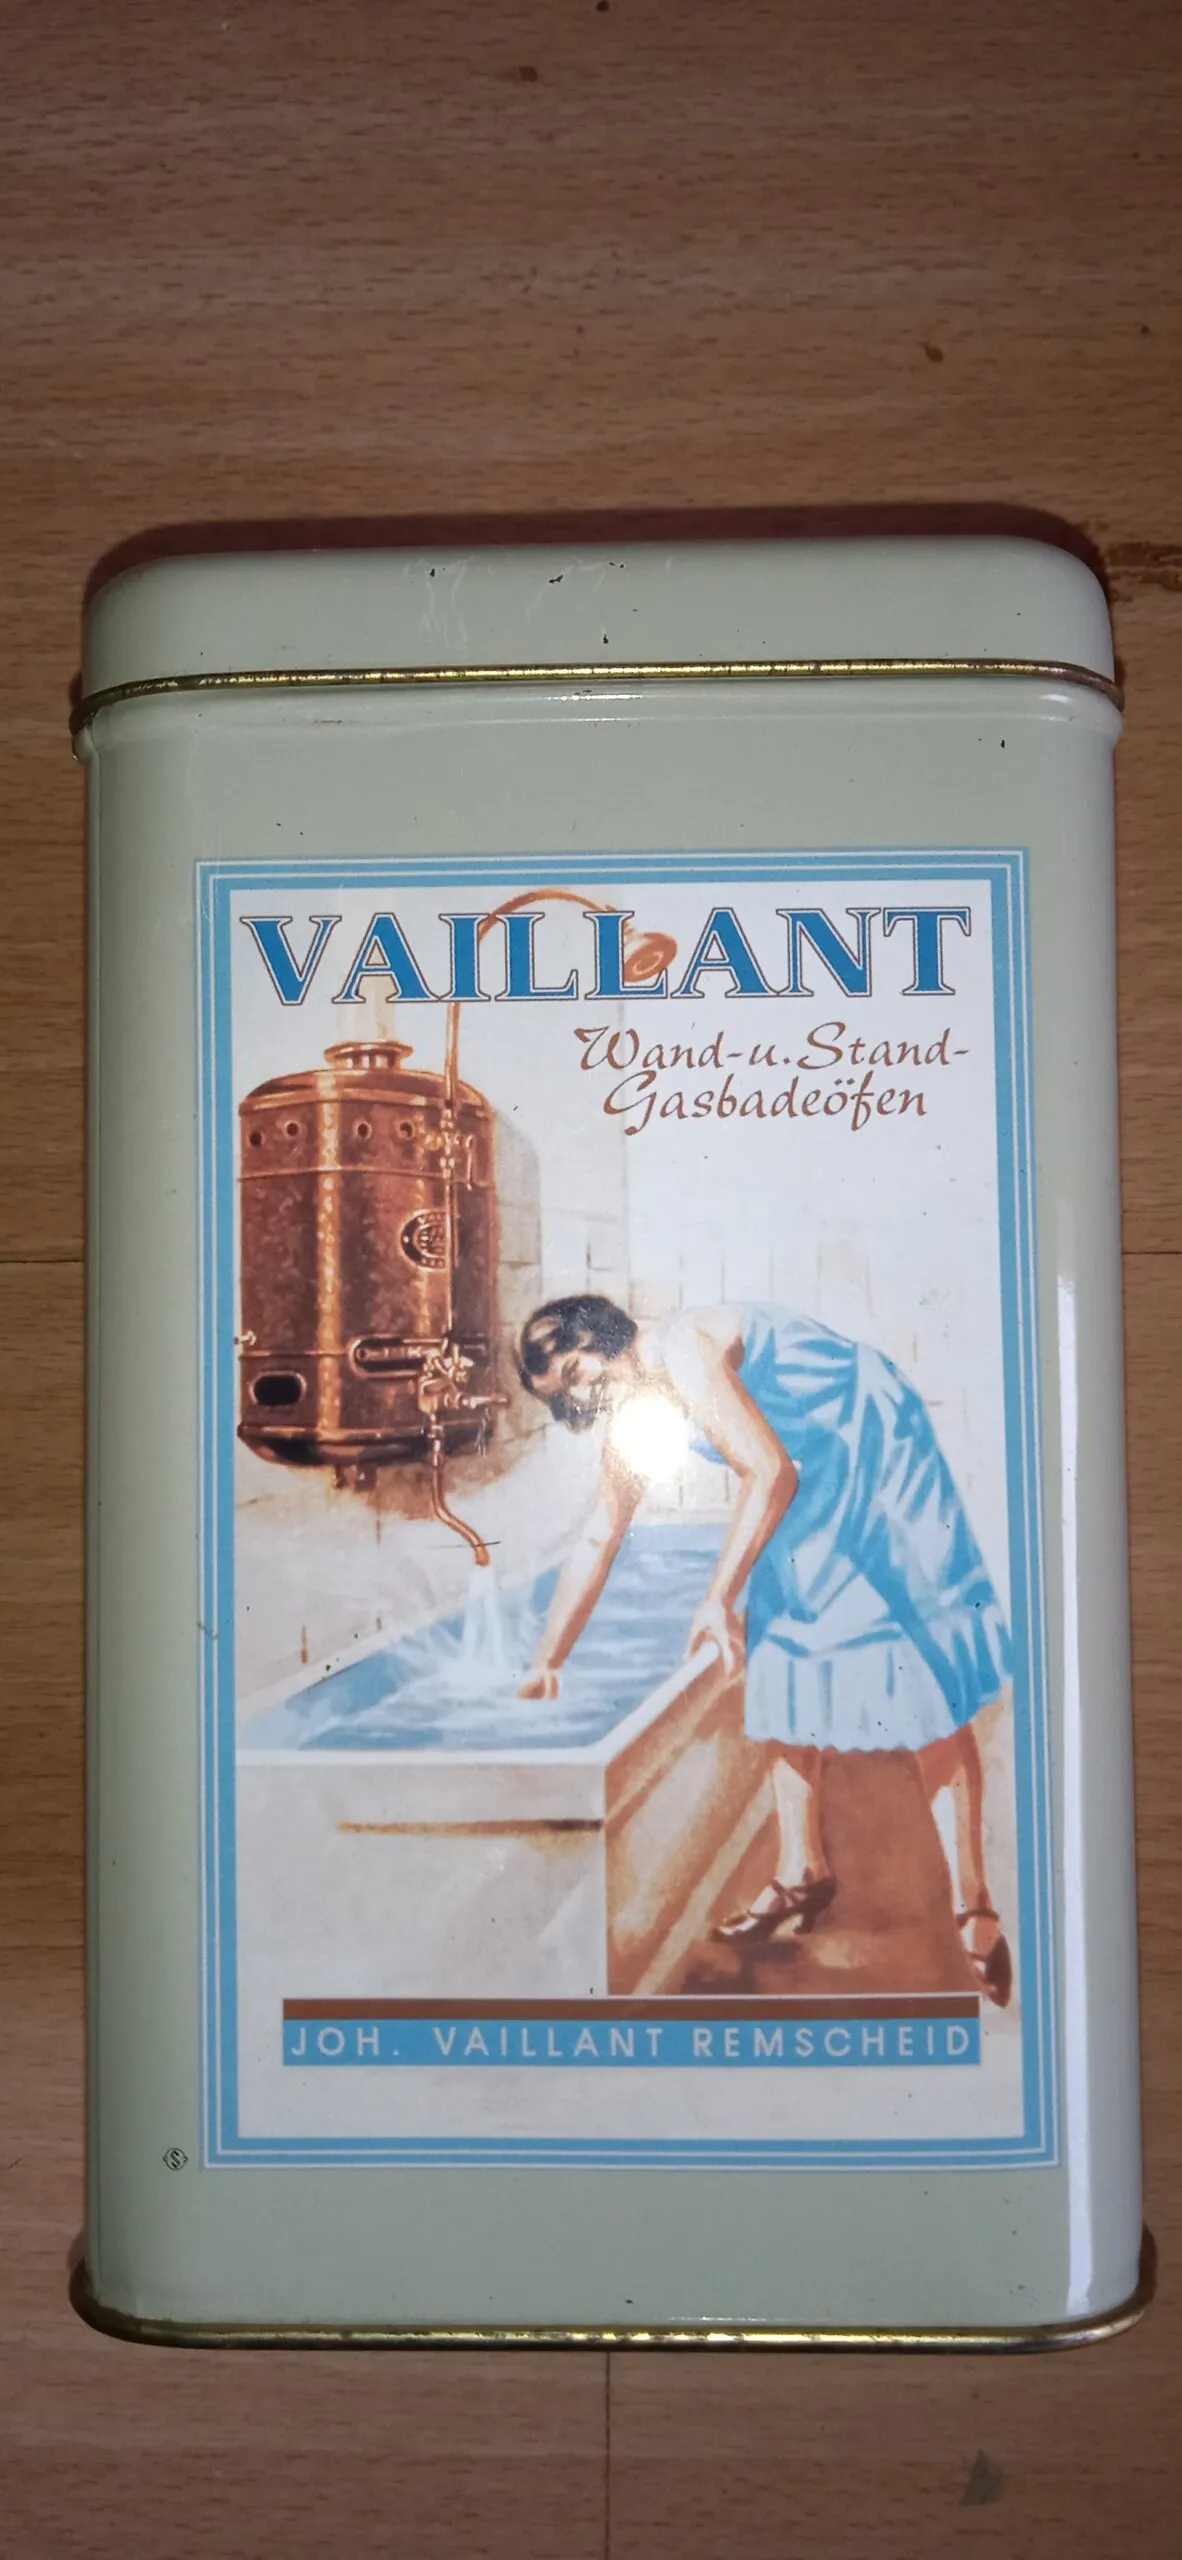 VAILLANT
Wand-u. Stand-
Gasbadeöfen
JOH. VAILLANT REMSCHEID
S